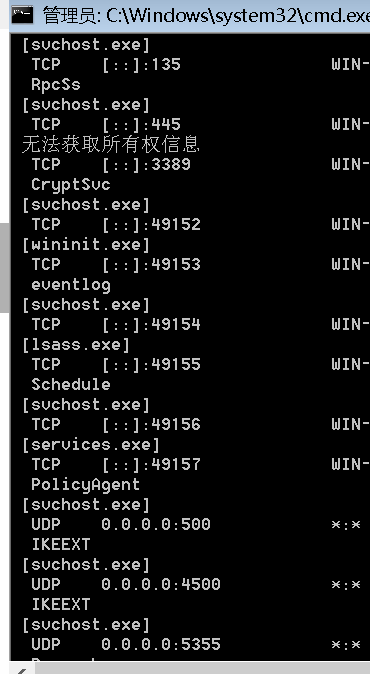 管理员: C:\Windows\system32\cmd.exe
[svchost.exe]
TCP [::]:135 WIN-
RpcSs
[svchost.exe]
TCP [::]:445 WIN-
无法获取所有权信息
TCP [::]:3389 WIN-
CryptSvc
[svchost.exe]
TCP [::]:49152 WIN-
[wininit.exe]
TCP [::]:49153 WIN-
eventlog
[svchost.exe]
TCP [::]:49154 WIN-
[lsass.exe]
TCP [::]:49155 WIN-
Schedule
[svchost.exe]
TCP [::]:49156 WIN-
[services.exe]
TCP [::]:49157 WIN-
PolicyAgent
[svchost.exe]
UDP 0.0.0.0:500 *:*
IKEEXT
[svchost.exe]
UDP 0.0.0.0:4500 *:*
IKEEXT
[svchost.exe]
UDP 0.0.0.0:5355 *:*